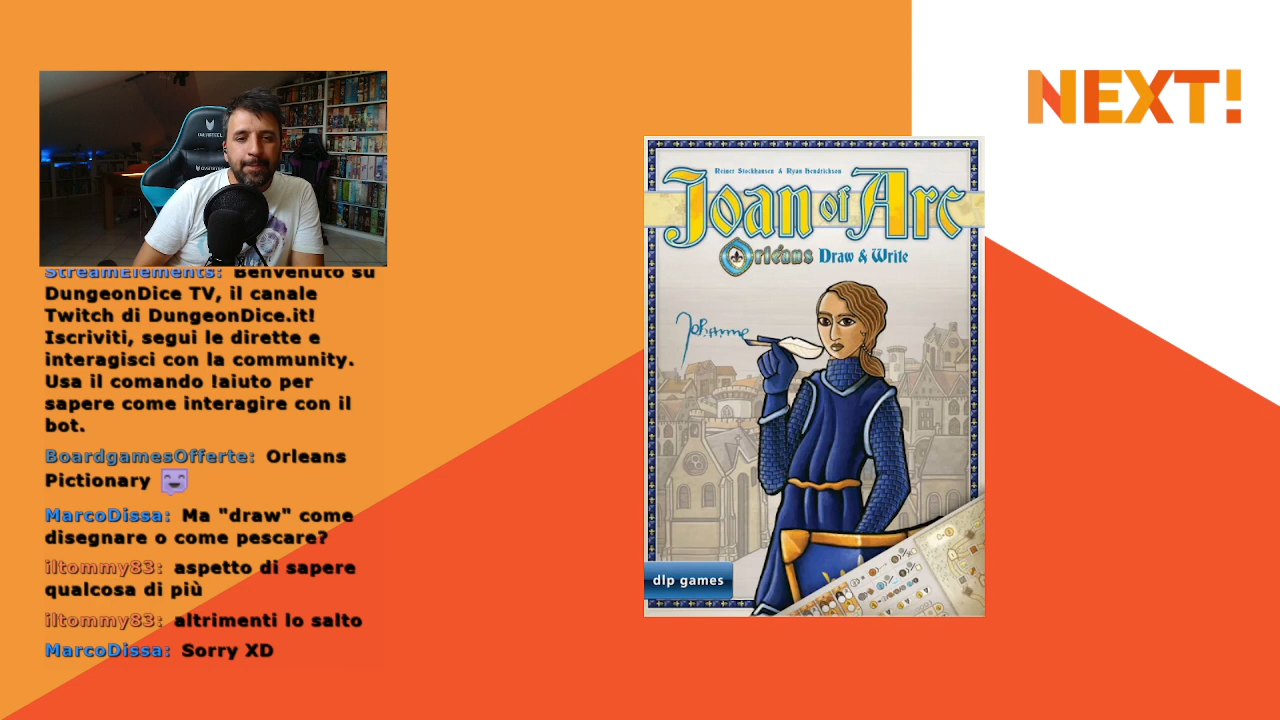 NEXT!
StreamElements: Benvenuto su
DungeonDice TV, il canale
Twitch di DungeonDice.it!
Iscriviti, segui le dirette e
interagisci con la community.
Usa il comando !aiuto per
sapere come interagire con il
bot.
BoardgamesOfferte: Orleans
Pictionary
MarcoDissa: Ma "draw" come
disegnare o come pescare?
iltommy83: aspetto di sapere
qualcosa di più
iltommy83: altrimenti lo salto
MarcoDissa: Sorry XD
Reiner Stockhausen & Ryan Hendrickson
Joan of Arc
Orléans Draw & Write
Johanne
dlp games